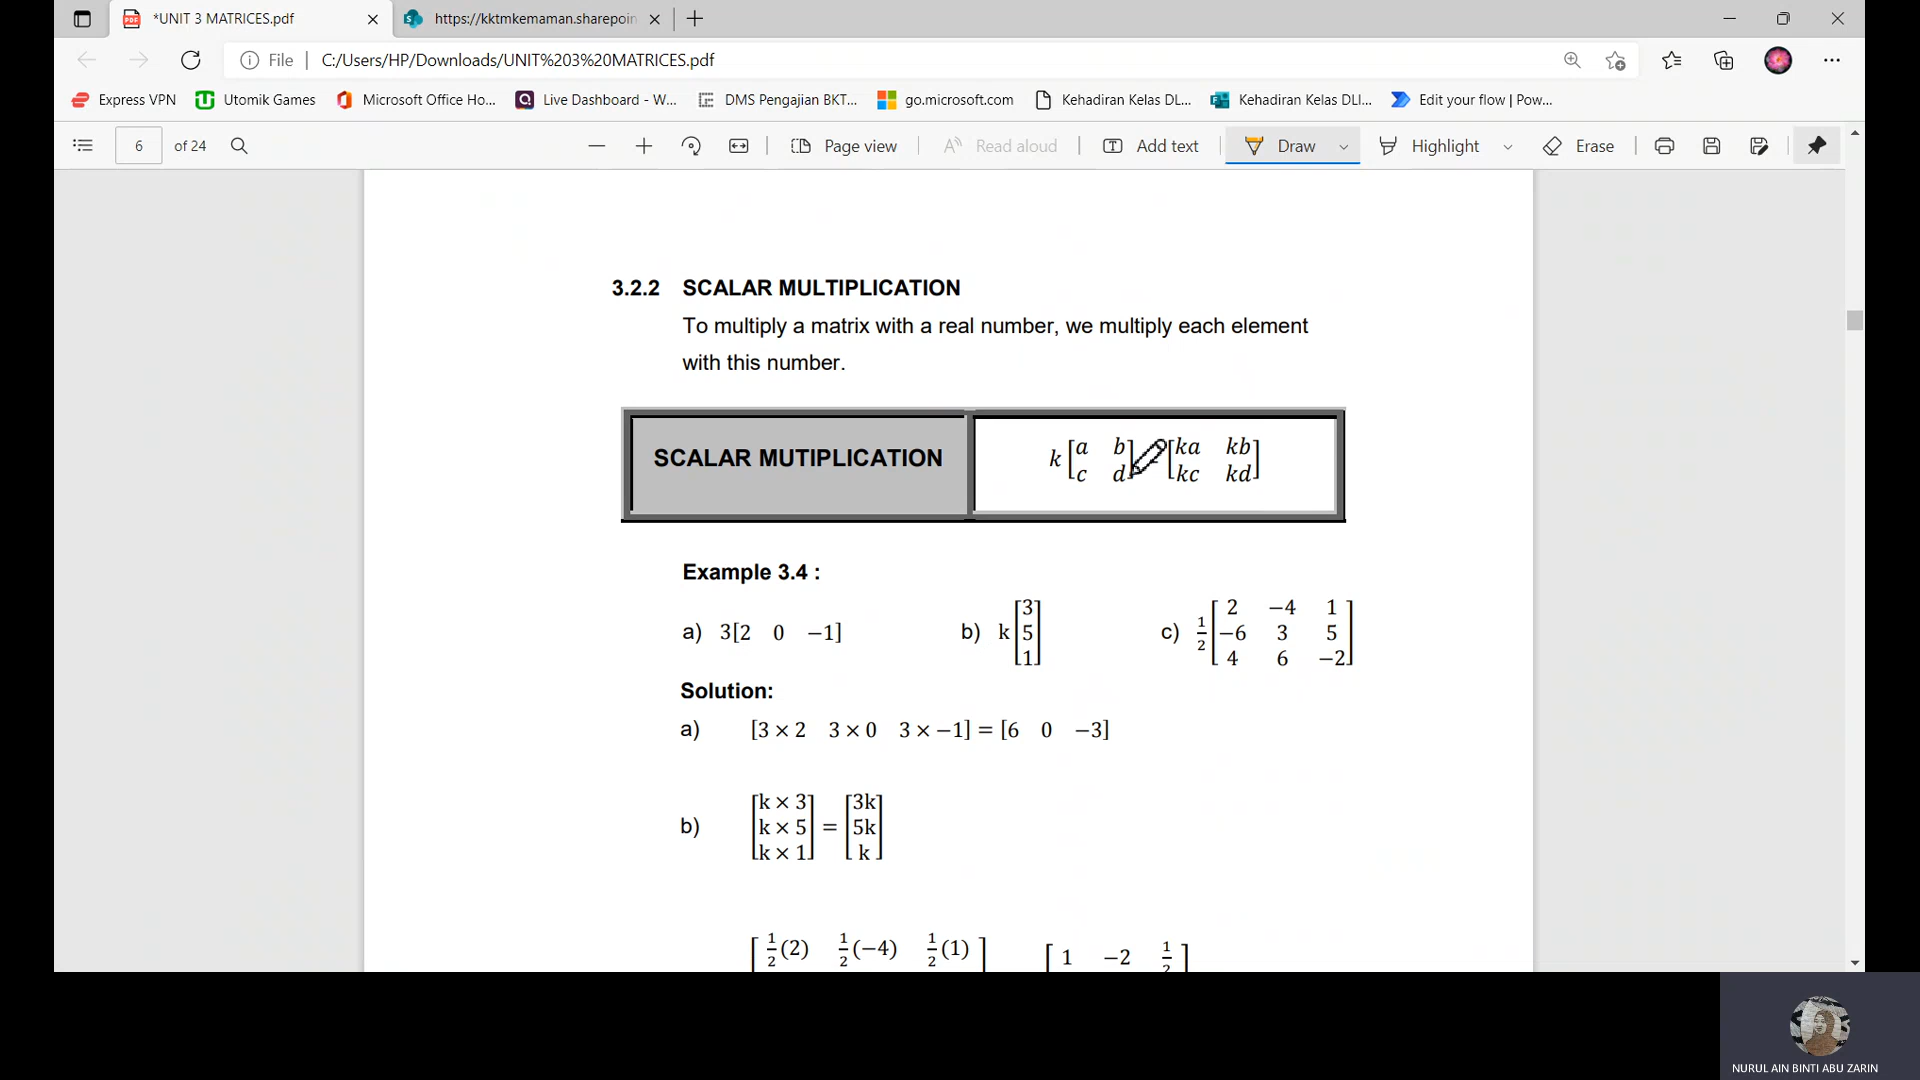 *UNIT 3 MATRICES.pdf
https://kktmkemaman.sharepoin
File C:/Users/HP/Downloads/UNIT%203%20MATRICES.pdf
Express VPN Utomik Games Microsoft Office Ho... Live Dashboard - W... DMS Pengajian BKT... go.microsoft.com Kehadiran Kelas DL... Kehadiran Kelas DLI... Edit your flow | Pow...
6 of 24 Page view Read aloud Add text Draw Highlight Erase
3.2.2 SCALAR MULTIPLICATION
To multiply a matrix with a real number, we multiply each element
with this number.
SCALAR MUTIPLICATION
k [a b] [ka kb]
[c d] [kc kd]
Example 3.4 :
a) 3[2 0 −1] b) k [3] c) 1/2 [2 −4 1]
[5] [−6 3 5]
[1] [4 6 −2]
Solution:
a) [3 × 2 3 × 0 3 × −1] = [6 0 −3]
b) [k × 3] [3k]
[k × 5] = [5k]
[k × 1] [k]
[1/2(2) 1/2(−4) 1/2(1)] [1 −2 1/2]
NURUL AIN BINTI ABU ZARIN